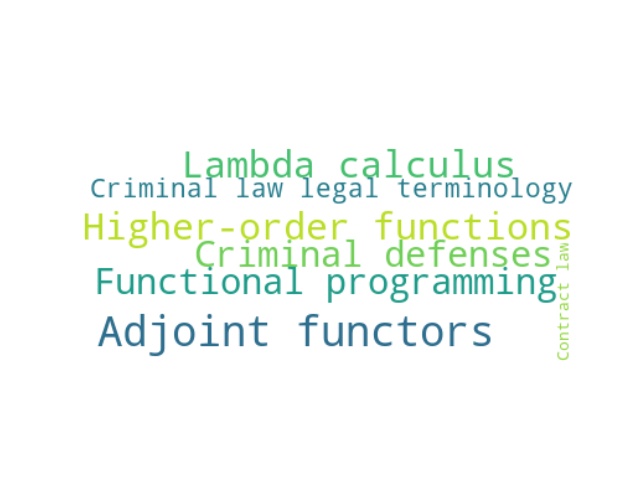 Lambda calculus
Criminal law legal terminology
Higher-order functions
Criminal defenses
Functional programming
Adjoint functors
Contract law